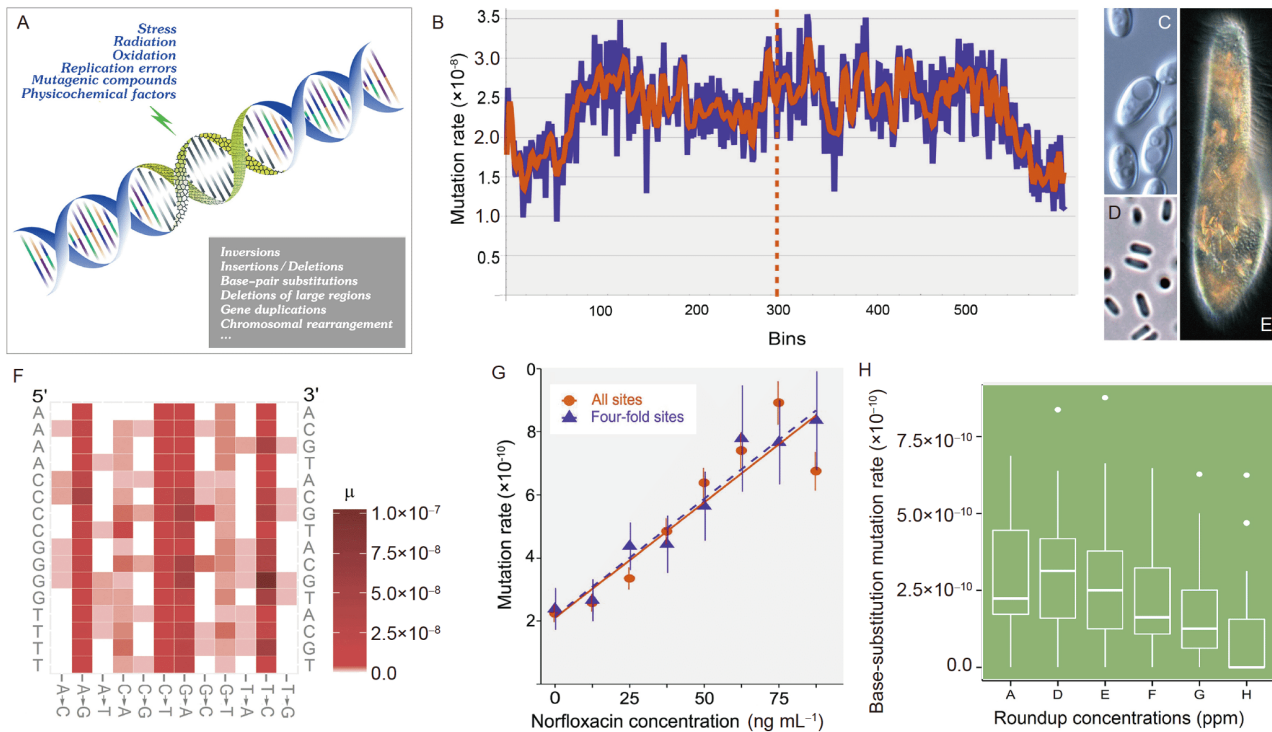 A
Stress
Radiation
Oxidation
Replication errors
Mutagenic compounds
Physicochemical factors
Inversions
Insertions/Deletions
Base-pair substitutions
Deletions of large regions
Gene duplications
Chromosomal rearrangement
...
B
Mutation rate (×10⁻⁸)
3.5
3.0
2.5
2.0
1.5
1.0
0.5
100
200
300
400
500
Bins
C
D
E
F
5'
3'
A A
A C
A G
A T
C A
C C
C G
C T
G A
G C
G G
G T
T A
T C
T G
T T
A→C
A→G
A→T
C→A
C→G
C→T
G→A
G→C
G→T
T→A
T→C
T→G
μ
1.0×10⁻⁷
7.5×10⁻⁸
5.0×10⁻⁸
2.5×10⁻⁸
0.0
G
Mutation rate (×10⁻¹⁰)
0
8
6
4
2
All sites
Four-fold sites
0
25
50
75
Norfloxacin concentration (ng mL⁻¹)
H
Base-substitution mutation rate (×10⁻¹⁰)
7.5×10⁻¹⁰
5.0×10⁻¹⁰
2.5×10⁻¹⁰
0.0
A
D
E
F
G
H
Roundup concentrations (ppm)